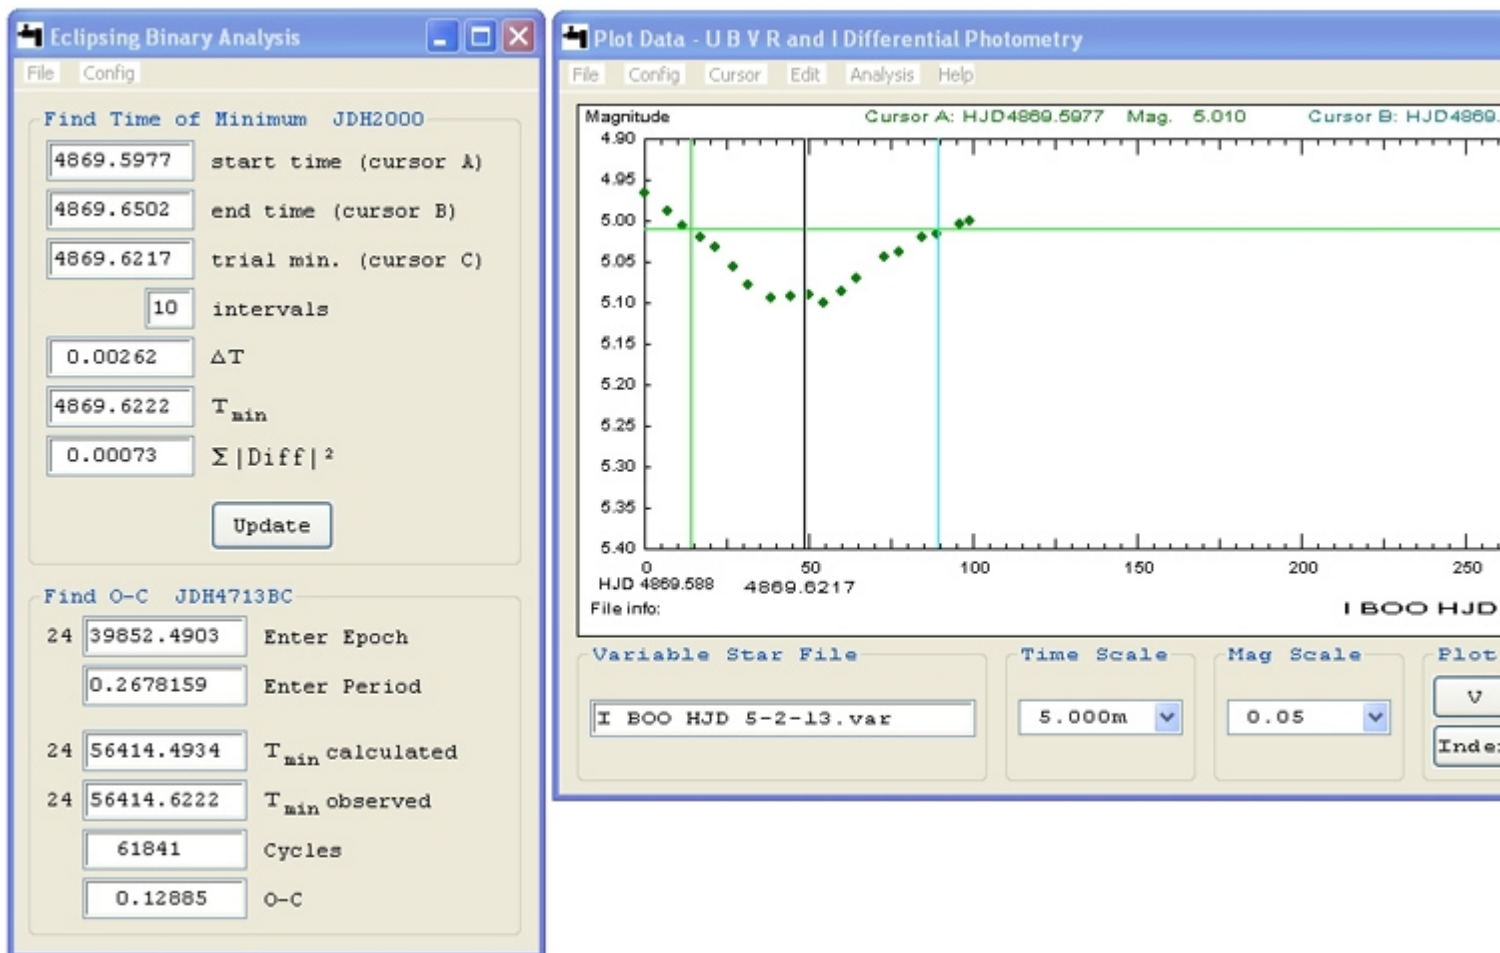 Eclipsing Binary Analysis
File Config
Find Time of Minimum JDH2000
4869.5977 start time (cursor A)
4869.6502 end time (cursor B)
4869.6217 trial min. (cursor C)
10 intervals
0.00262 ΔT
4869.6222 Tmin
0.00073 Σ|Diff|²
Update
Find O-C JDH4713BC
24 39852.4903 Enter Epoch
0.2678159 Enter Period
24 56414.4934 Tmin calculated
24 56414.6222 Tmin observed
61841 Cycles
0.12885 O-C
Plot Data - U B V R and I Differential Photometry
File Config Cursor Edit Analysis Help
Magnitude Cursor A: HJD4869.5977 Mag. 5.010 Cursor B: HJD4869.
4.90
4.95
5.00
5.05
5.10
5.15
5.20
5.25
5.30
5.35
5.40
0 50 100 150 200 250
HJD 4869.588 4869.6217
File info: I BOO HJD
Variable Star File Time Scale Mag Scale Plot
I BOO HJD 5-2-13.var 5.000m 0.05 V
Inde